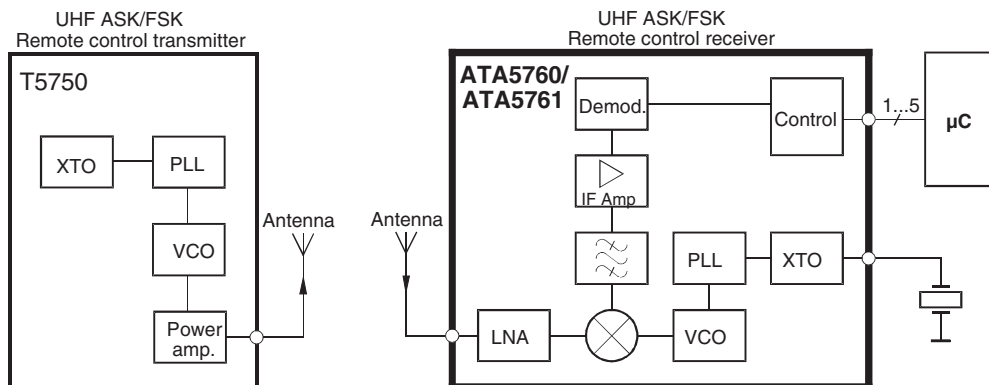 UHF ASK/FSK
Remote control transmitter
T5750
XTO
PLL
VCO
Power
amp.
Antenna
UHF ASK/FSK
Remote control receiver
ATA5760/
ATA5761
Demod.
Control
1...5
µC
IF Amp
Antenna
PLL
XTO
LNA
VCO